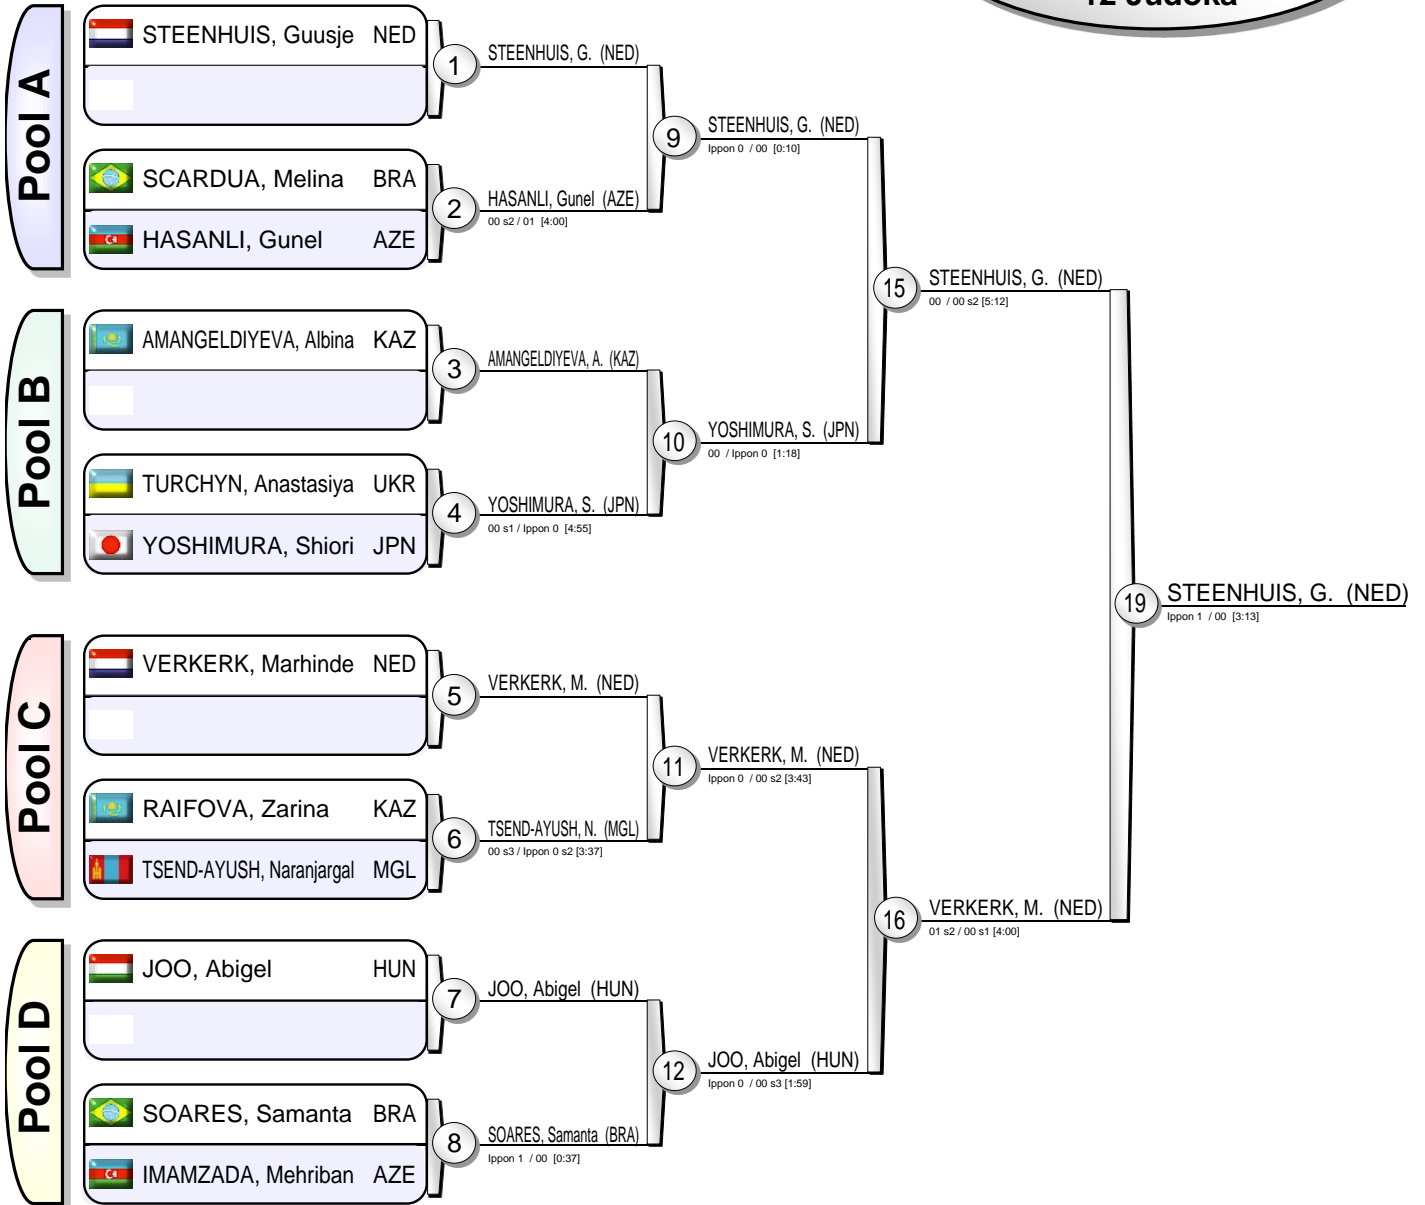 12 Judoka
Pool A
STEENHUIS, Guusje NED
SCARDUA, Melina BRA
HASANLI, Gunel AZE
1
STEENHUIS, G. (NED)
2
HASANLI, Gunel (AZE)
00 s2 / 01 [4:00]
9
STEENHUIS, G. (NED)
Ippon 0 / 00 [0:10]
Pool B
AMANGELDIYEVA, Albina KAZ
TURCHYN, Anastasiya UKR
YOSHIMURA, Shiori JPN
3
AMANGELDIYEVA, A. (KAZ)
4
YOSHIMURA, S. (JPN)
00 s1 / Ippon 0 [4:55]
10
YOSHIMURA, S. (JPN)
00 / Ippon 0 [1:18]
15
STEENHUIS, G. (NED)
00 / 00 s2 [5:12]
Pool C
VERKERK, Marhinde NED
RAIFOVA, Zarina KAZ
TSEND-AYUSH, Naranjargal MGL
5
VERKERK, M. (NED)
6
TSEND-AYUSH, N. (MGL)
00 s3 / Ippon 0 s2 [3:37]
11
VERKERK, M. (NED)
Ippon 0 / 00 s2 [3:43]
Pool D
JOO, Abigel HUN
SOARES, Samanta BRA
IMAMZADA, Mehriban AZE
7
JOO, Abigel (HUN)
8
SOARES, Samanta (BRA)
Ippon 1 / 00 [0:37]
12
JOO, Abigel (HUN)
Ippon 0 / 00 s3 [1:59]
16
VERKERK, M. (NED)
01 s2 / 00 s1 [4:00]
19
STEENHUIS, G. (NED)
Ippon 1 / 00 [3:13]